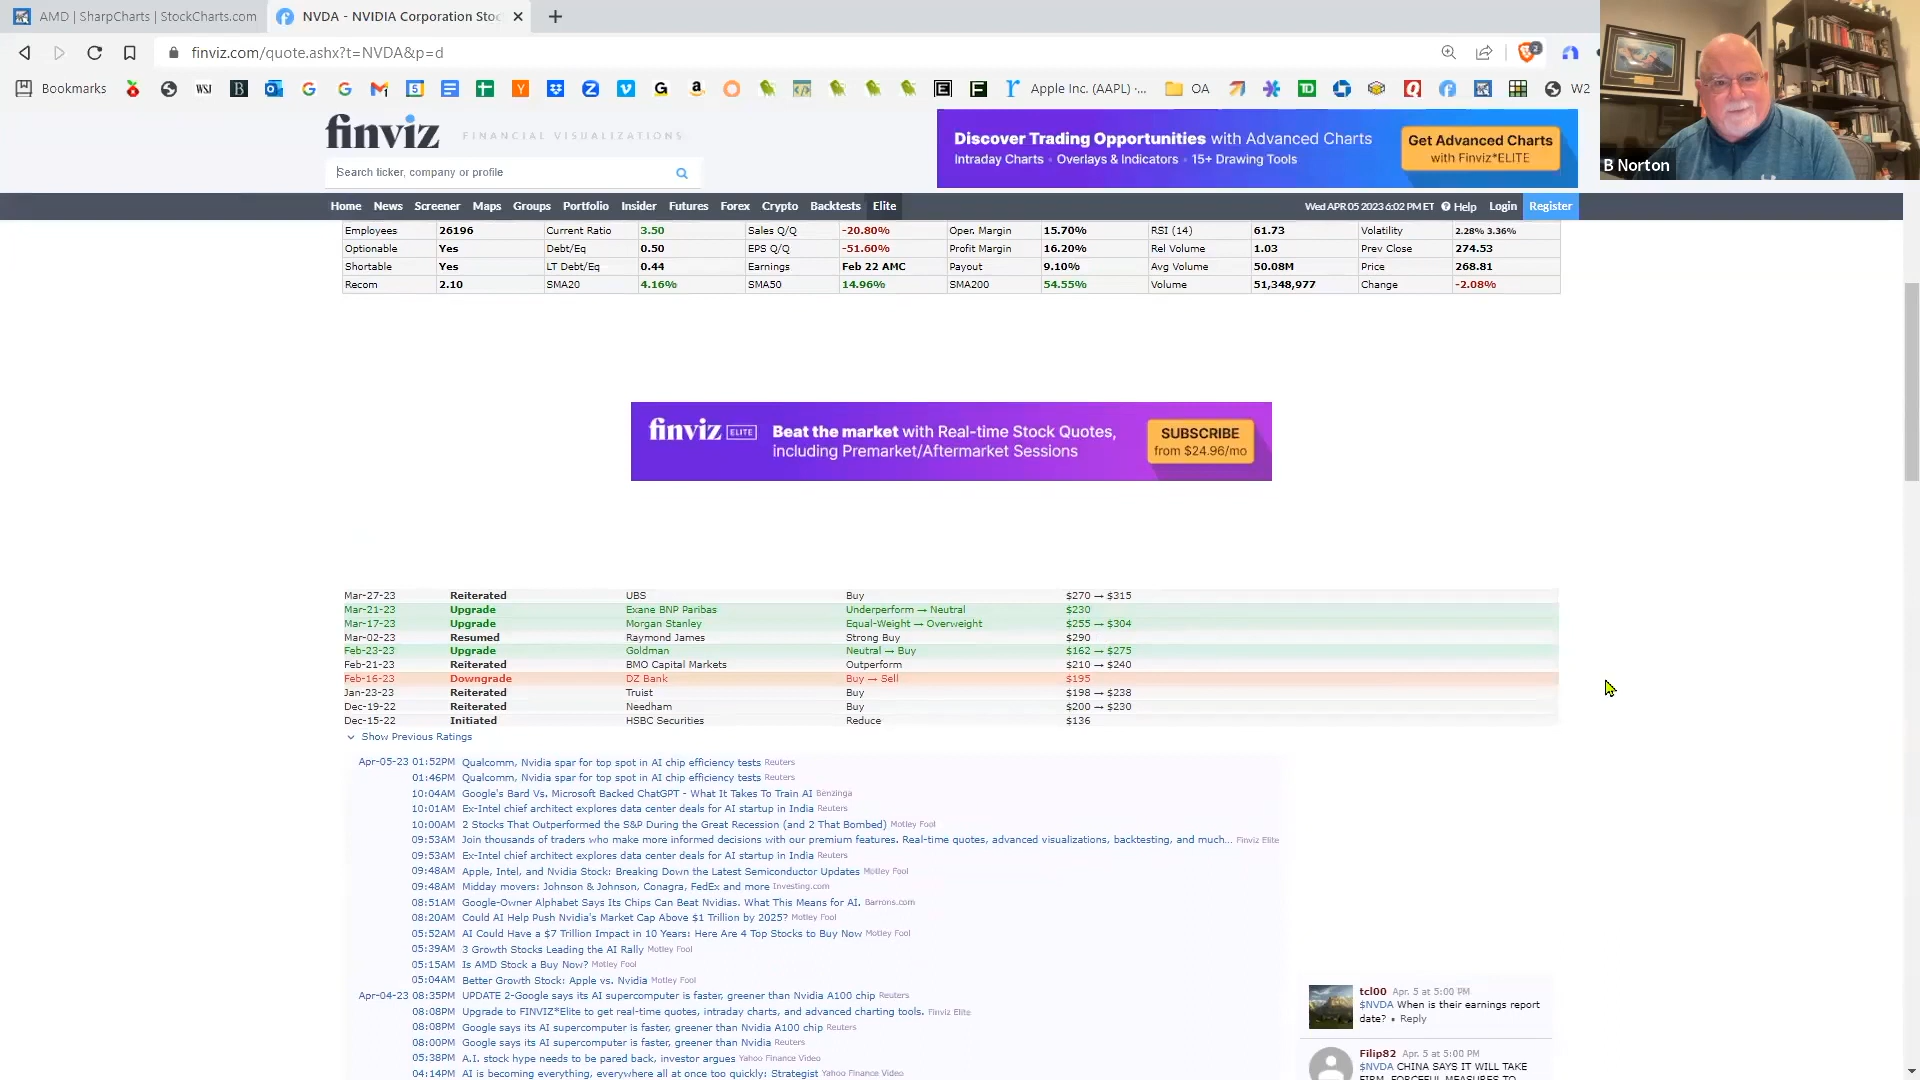 AMD | SharpCharts | StockCharts.com
NVDA - NVIDIA Corporation Stoc
finviz.com/quote.ashx?t=NVDA&p=d
Bookmarks WSJ Apple Inc. (AAPL) -... OA TD W2
finviz FINANCIAL VISUALIZATIONS
Search ticker, company or profile
Discover Trading Opportunities with Advanced Charts
Intraday Charts • Overlays & Indicators • 15+ Drawing Tools
Get Advanced Charts
with Finviz*ELITE
B Norton
Home News Screener Maps Groups Portfolio Insider Futures Forex Crypto Backtests Elite Wed APR 05 2023 6:02 PM ET Help Login Register
Employees 26196 Current Ratio 3.50 Sales Q/Q -20.80% Oper. Margin 15.70% RSI (14) 61.73 Volatility 2.28% 3.36%
Optionable Yes Debt/Eq 0.50 EPS Q/Q -51.60% Profit Margin 16.20% Rel Volume 1.03 Prev Close 274.53
Shortable Yes LT Debt/Eq 0.44 Earnings Feb 22 AMC Payout 9.10% Avg Volume 50.08M Price 268.81
Recom 2.10 SMA20 4.16% SMA50 14.96% SMA200 54.55% Volume 51,348,977 Change -2.08%
finviz ELITE
Beat the market with Real-time Stock Quotes,
including Premarket/Aftermarket Sessions
SUBSCRIBE
from $24.96/mo
Mar-27-23 Reiterated UBS Buy $270 → $315
Mar-21-23 Upgrade Exane BNP Paribas Underperform → Neutral $230
Mar-17-23 Upgrade Morgan Stanley Equal-Weight → Overweight $255 → $304
Mar-02-23 Resumed Raymond James Strong Buy $290
Feb-23-23 Upgrade Goldman Neutral → Buy $162 → $275
Feb-21-23 Reiterated BMO Capital Markets Outperform $210 → $240
Feb-16-23 Downgrade DZ Bank Buy → Sell $195
Jan-23-23 Reiterated Truist Buy $198 → $238
Dec-19-22 Reiterated Needham Buy $200 → $230
Dec-15-22 Initiated HSBC Securities Reduce $136
Show Previous Ratings
Apr-05-23 01:52PM Qualcomm, Nvidia spar for top spot in AI chip efficiency tests Reuters
01:46PM Qualcomm, Nvidia spar for top spot in AI chip efficiency tests Reuters
10:04AM Google's Bard Vs. Microsoft Backed ChatGPT - What It Takes To Train AI Benzinga
10:01AM Ex-Intel chief architect explores data center deals for AI startup in India Reuters
10:00AM 2 Stocks That Outperformed the S&P During the Great Recession (and 2 That Bombed) Motley Fool
09:53AM Join thousands of traders who make more informed decisions with our premium features. Real-time quotes, advanced visualizations, backtesting, and much... Finviz Elite
09:53AM Ex-Intel chief architect explores data center deals for AI startup in India Reuters
09:48AM Apple, Intel, and Nvidia Stock: Breaking Down the Latest Semiconductor Updates Motley Fool
09:48AM Midday movers: Johnson & Johnson, Conagra, FedEx and more Investing.com
08:51AM Google-Owner Alphabet Says Its Chips Can Beat Nvidias. What This Means for AI. Barrons.com
08:20AM Could AI Help Push Nvidia's Market Cap Above $1 Trillion by 2025? Motley Fool
05:52AM AI Could Have a $7 Trillion Impact in 10 Years: Here Are 4 Top Stocks to Buy Now Motley Fool
05:39AM 3 Growth Stocks Leading the AI Rally Motley Fool
05:15AM Is AMD Stock a Buy Now? Motley Fool
05:04AM Better Growth Stock: Apple vs. Nvidia Motley Fool
Apr-04-23 08:35PM UPDATE 2-Google says its AI supercomputer is faster, greener than Nvidia A100 chip Reuters
08:08PM Upgrade to FINVIZ*Elite to get real-time quotes, intraday charts, and advanced charting tools. Finviz Elite
08:08PM Google says its AI supercomputer is faster, greener than Nvidia A100 chip Reuters
08:00PM Google says its AI supercomputer is faster, greener than Nvidia Reuters
05:38PM A.I. stock hype needs to be pared back, investor argues Yahoo Finance Video
04:14PM AI is becoming everything, everywhere all at once too quickly: Strategist Yahoo Finance Video
tcl00 Apr. 5 at 5:00 PM
$NVDA When is their earnings report
date? • Reply
Filip82 Apr. 5 at 5:00 PM
$NVDA CHINA SAYS IT WILL TAKE
FIRM, FORCEFUL MEASURES TO